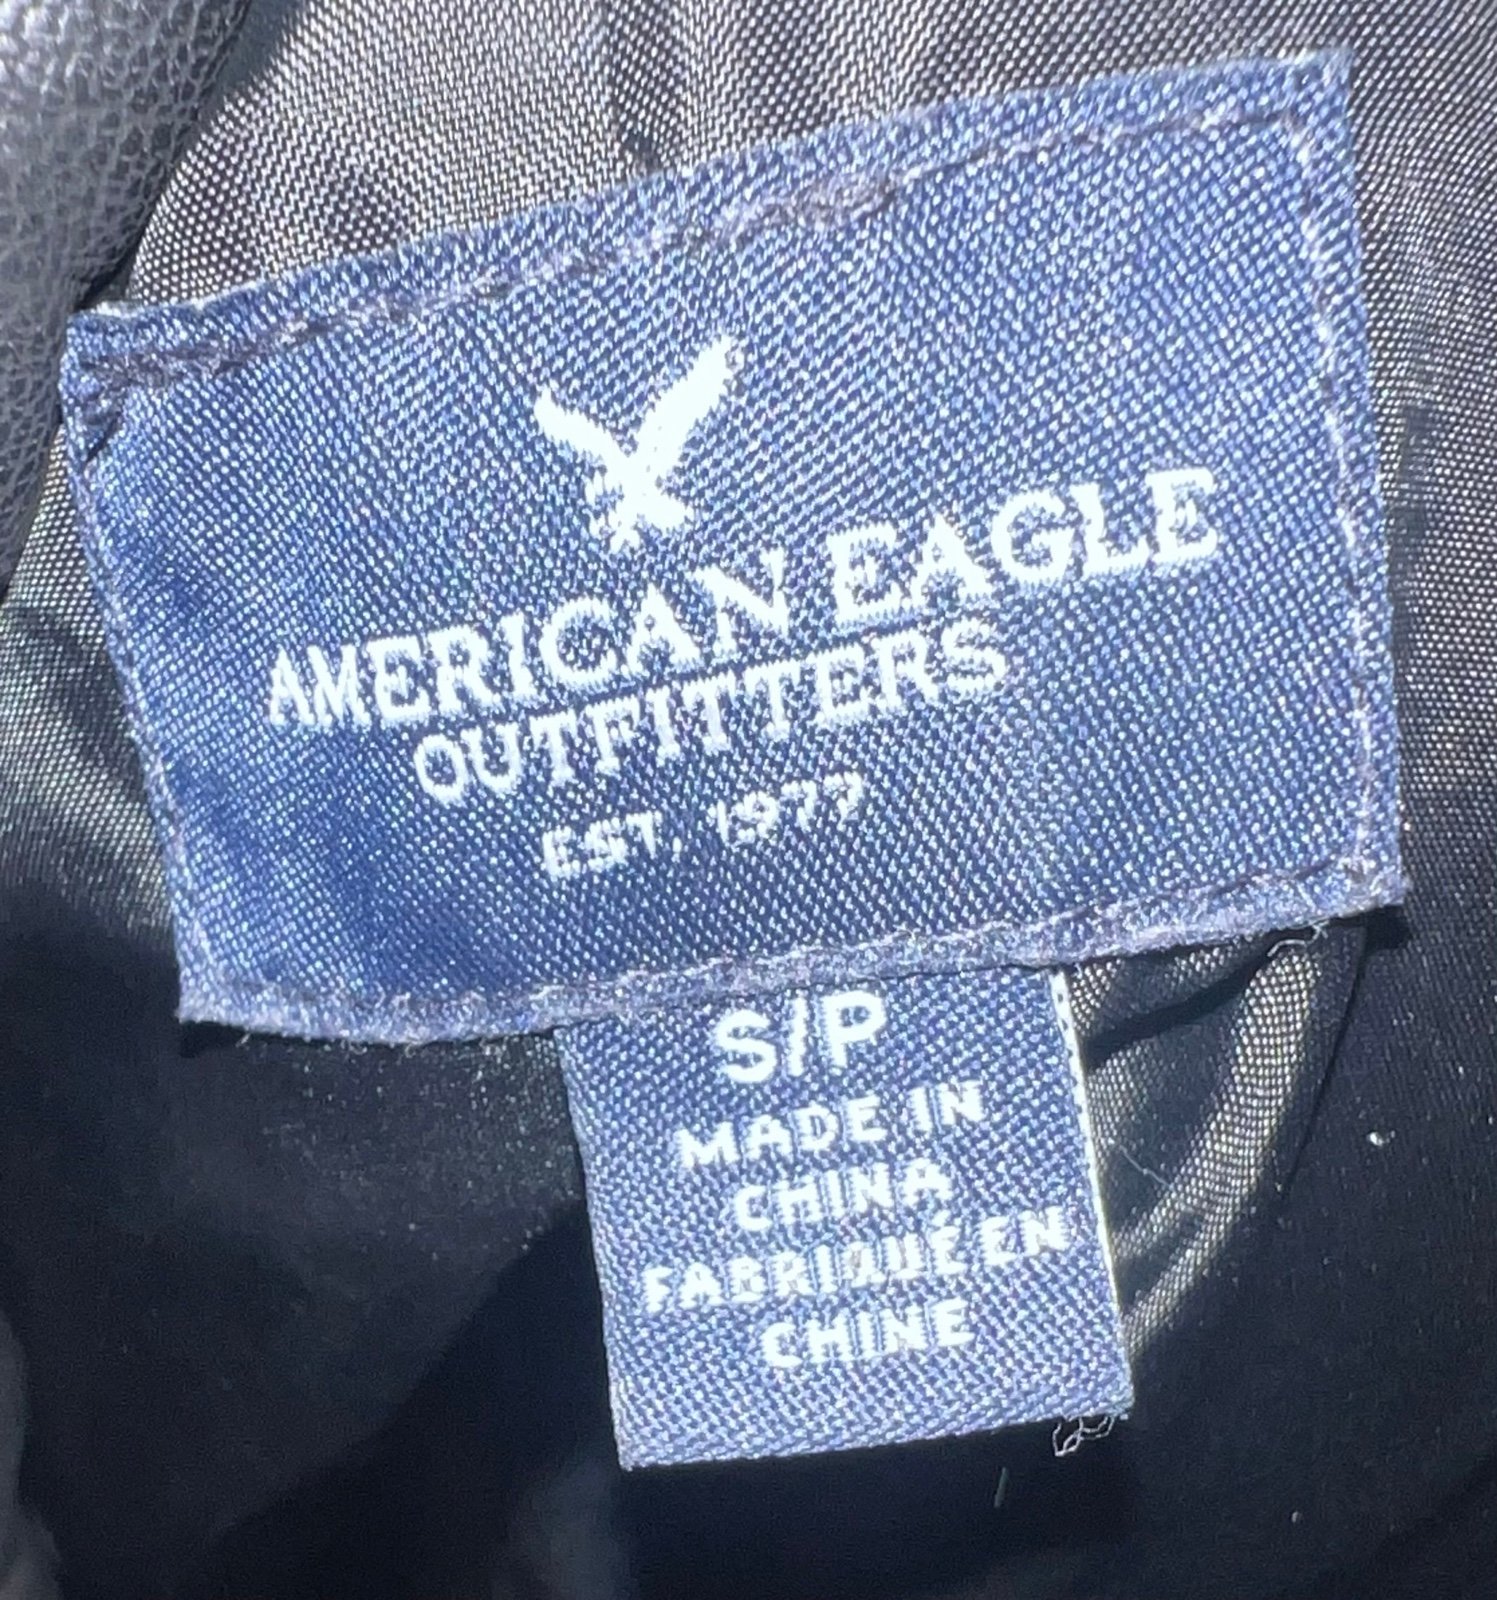 AMERICAN EAGLE
OUTFITTERS
EST. 1977
S/P
MADE IN
CHINA
FABRIQUÉ EN
CHINE